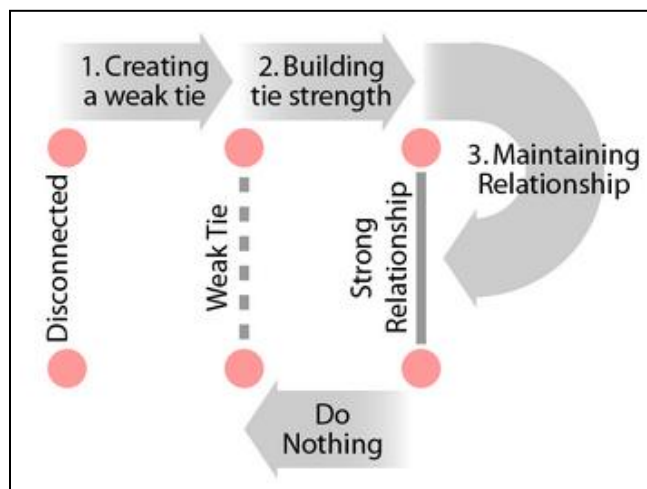 1. Creating
a weak tie
2. Building
tie strength
3. Maintaining
Relationship
Disconnected
Weak Tie
Strong
Relationship
Do
Nothing